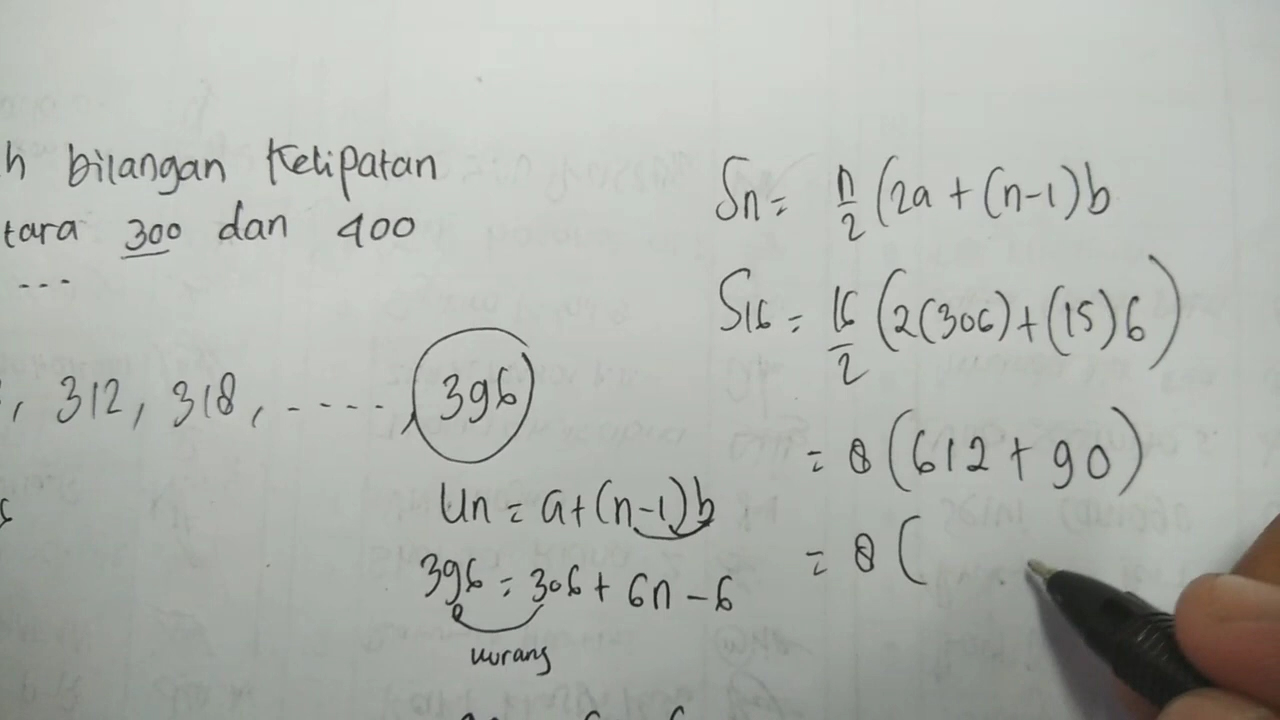 h bilangan Kelipatan
tara 300 dan 400
...
, 312, 318, ....., 396
Un = a+(n-1)b
396 = 306 + 6n - 6
kurang
Sn = n/2 (2a + (n-1)b
S16 = 16/2 (2(306)+(15)6)
= 8 (612 + 90)
= 8 (